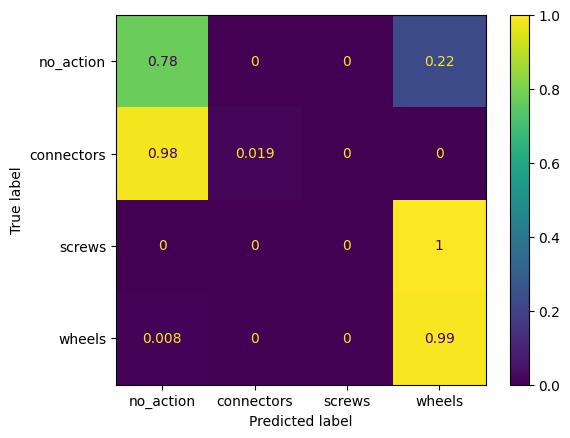 no_action 0.78 0 0 0.22
connectors 0.98 0.019 0 0
screws 0 0 0 1
wheels 0.008 0 0 0.99
no_action connectors screws wheels
Predicted label
True label
1.0
0.8
0.6
0.4
0.2
0.0